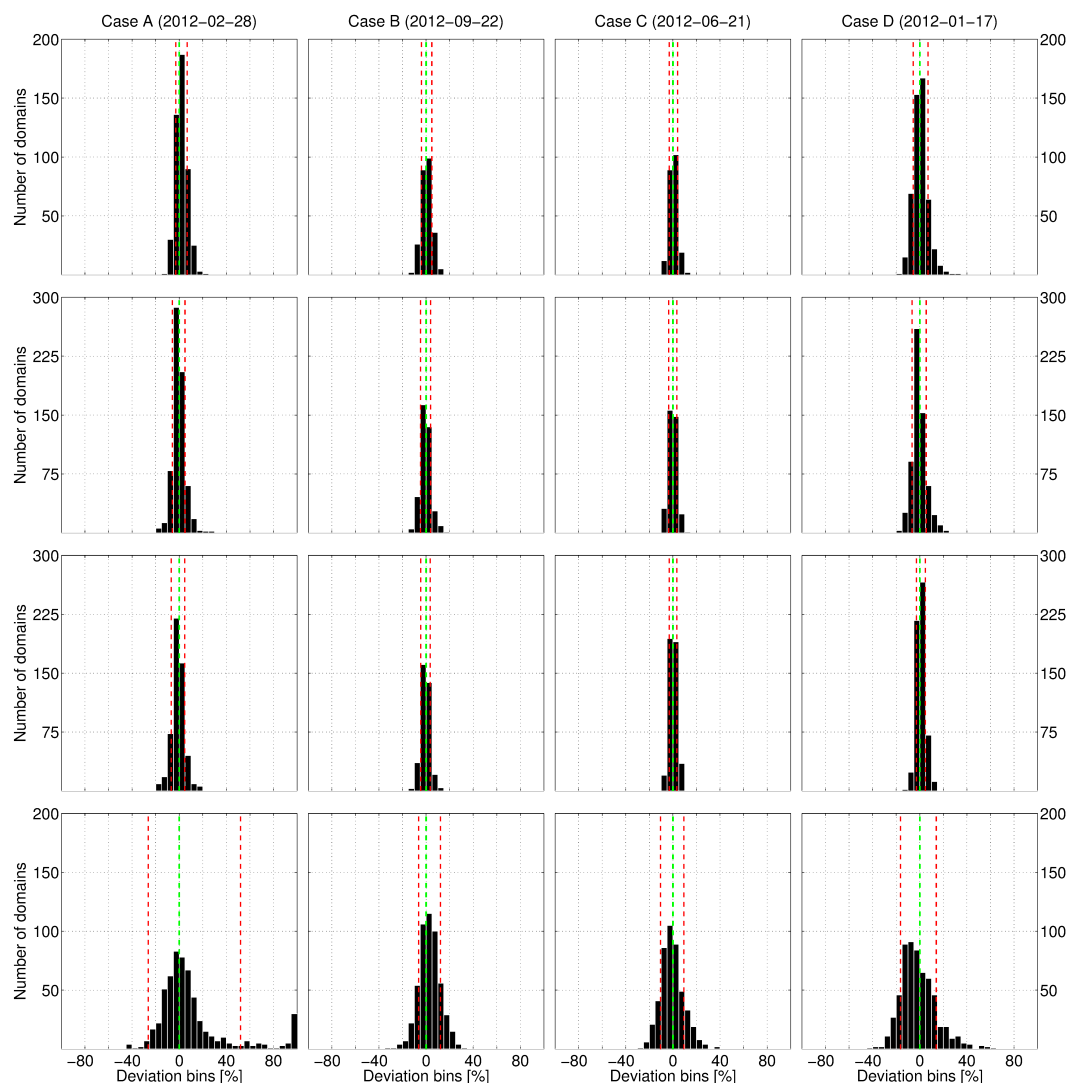 Case A (2012−02−28) Case B (2012−09−22) Case C (2012−06−21) Case D (2012−01−17)
200 200
150 150
Number of domains
100 100
50 50
300 300
225 225
Number of domains
150 150
75 75
300 300
225 225
Number of domains
150 150
75 75
200 200
150 150
Number of domains
100 100
50 50
−80 −40 0 40 80 −80 −40 0 40 80 −80 −40 0 40 80 −80 −40 0 40 80
Deviation bins [%] Deviation bins [%] Deviation bins [%] Deviation bins [%]